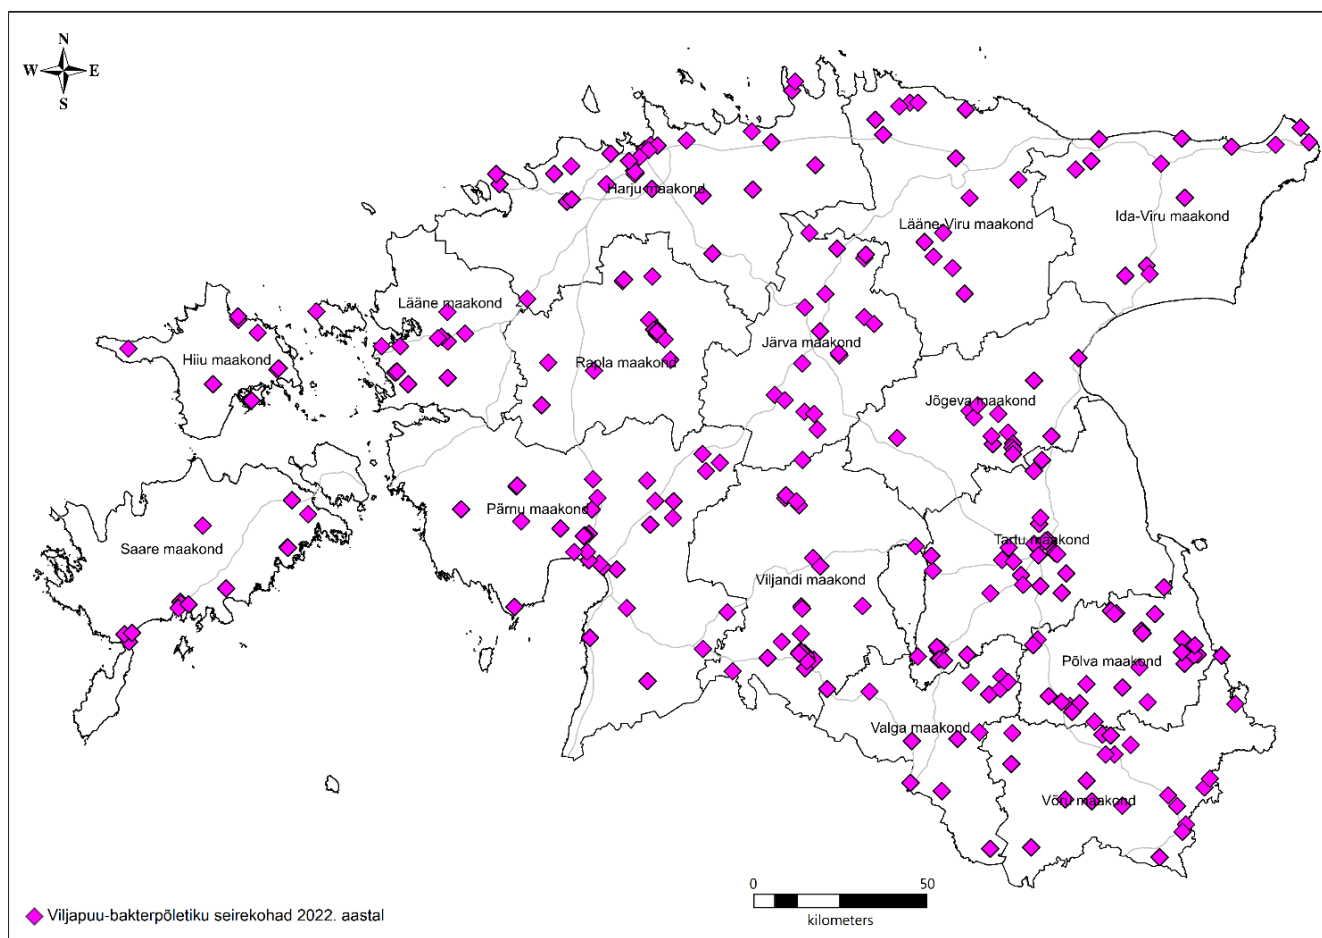 N
W E
S
Harju maakond
Lääne-Viru maakond
Ida-Viru maakond
Lääne maakond
Hiiu maakond
Rapla maakond
Järva maakond
Jõgeva maakond
Pärnu maakond
Saare maakond
Tartu maakond
Viljandi maakond
Põlva maakond
Valga maakond
Võru maakond
0 50
kilometers
Viljapuu-bakterpõletiku seirekohad 2022. aastal